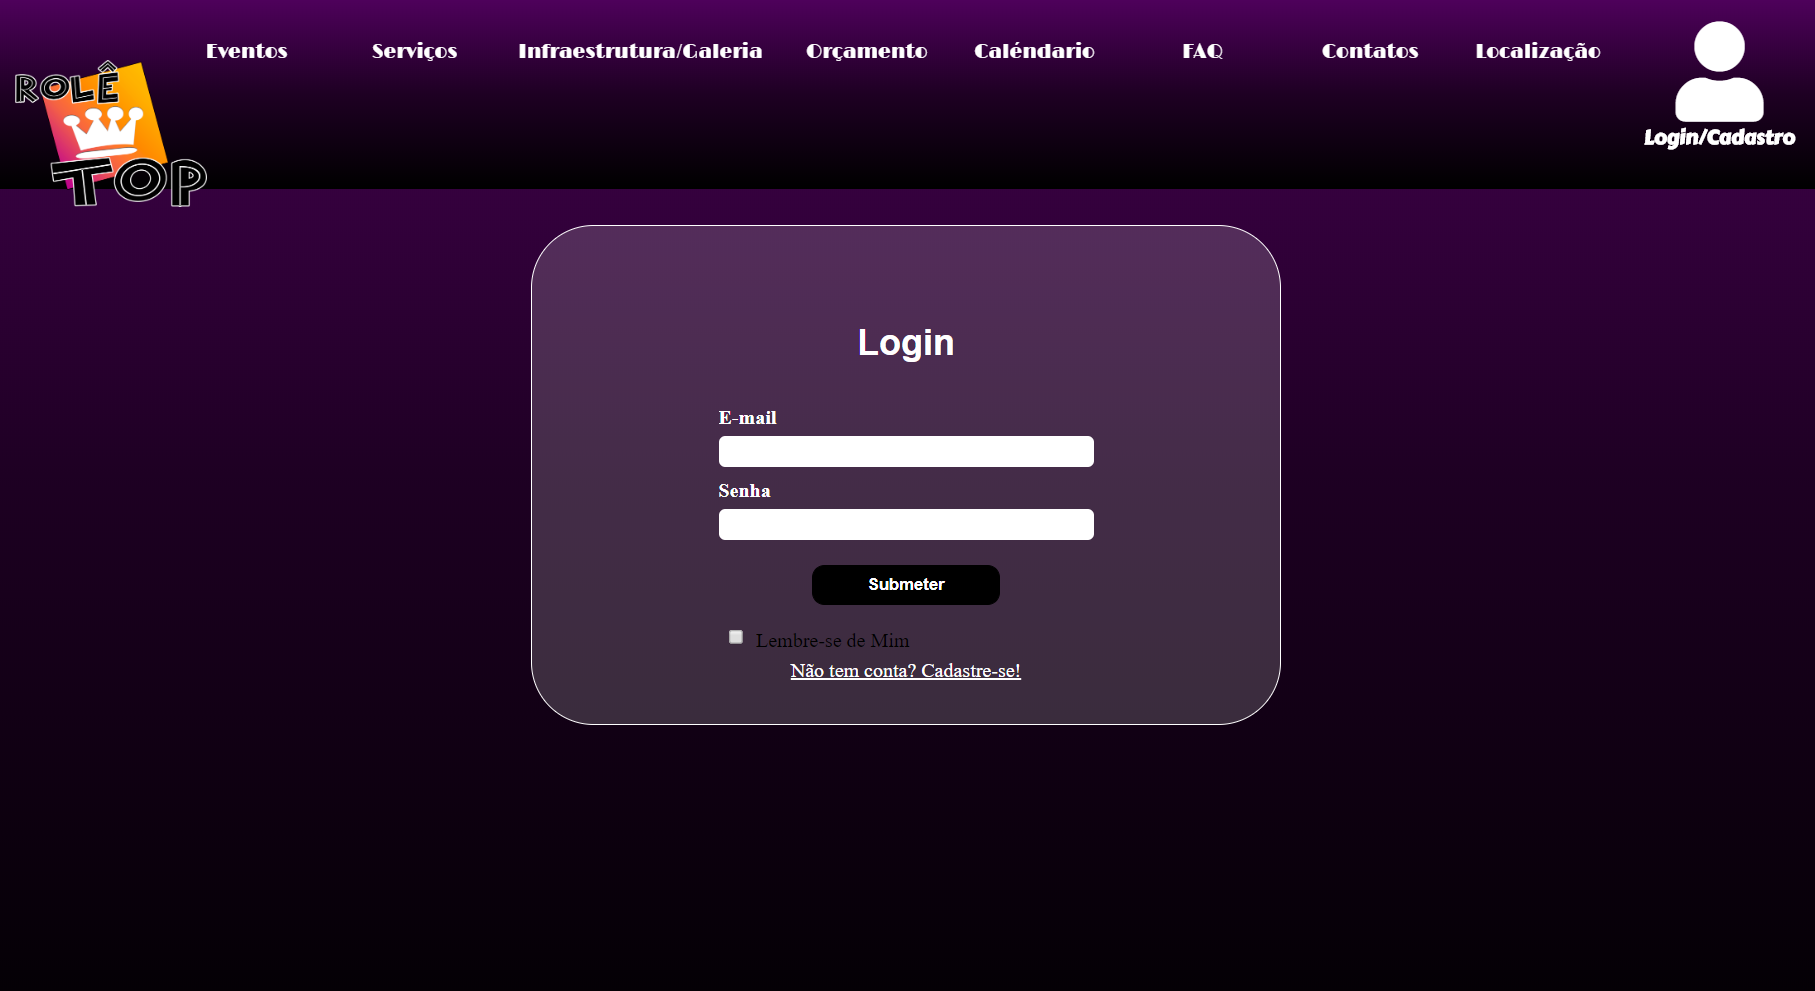 Eventos Serviços Infraestrutura/Galeria Orçamento Caléndario FAQ Contatos Localização
ROLÊ
TOP
Login/Cadastro
Login
E-mail
Senha
Submeter
Lembre-se de Mim
Não tem conta? Cadastre-se!